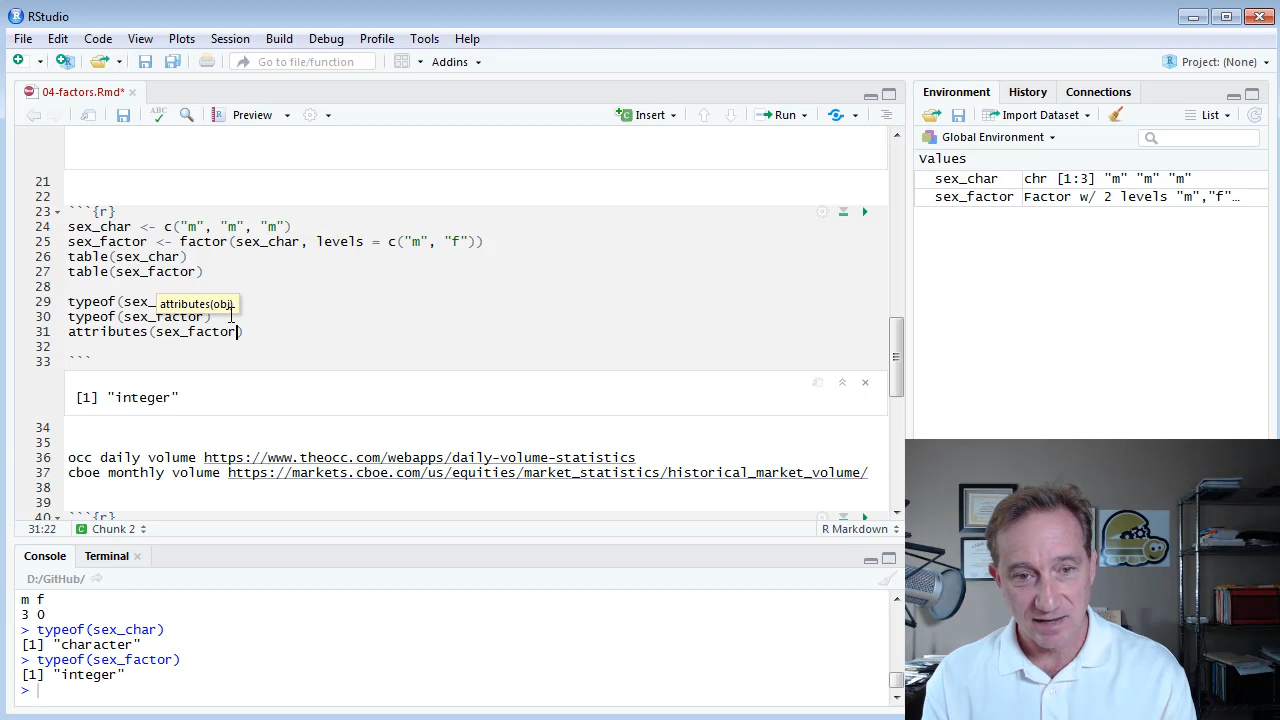 RStudio
File Edit Code View Plots Session Build Debug Profile Tools Help
Go to file/function Addins Project: (None)
04-factors.Rmd*
ABC Preview Insert Run
21
22
23 ```{r}
24 sex_char <- c("m", "m", "m")
25 sex_factor <- factor(sex_char, levels = c("m", "f"))
26 table(sex_char)
27 table(sex_factor)
28
29 typeof(sex_
attributes(obj)
30 typeof(sex_factor)
31 attributes(sex_factor)
32
33 ```
[1] "integer"
34
35
36 occ daily volume https://www.theocc.com/webapps/daily-volume-statistics
37 cboe monthly volume https://markets.cboe.com/us/equities/market_statistics/historical_market_volume/
38
39
40 ```{r}
31:22 Chunk 2 R Markdown
Console Terminal
D:/GitHub/
m f
3 0
> typeof(sex_char)
[1] "character"
> typeof(sex_factor)
[1] "integer"
>
Environment History Connections
Import Dataset List
Global Environment
Values
sex_char chr [1:3] "m" "m" "m"
sex_factor Factor w/ 2 levels "m","f"…